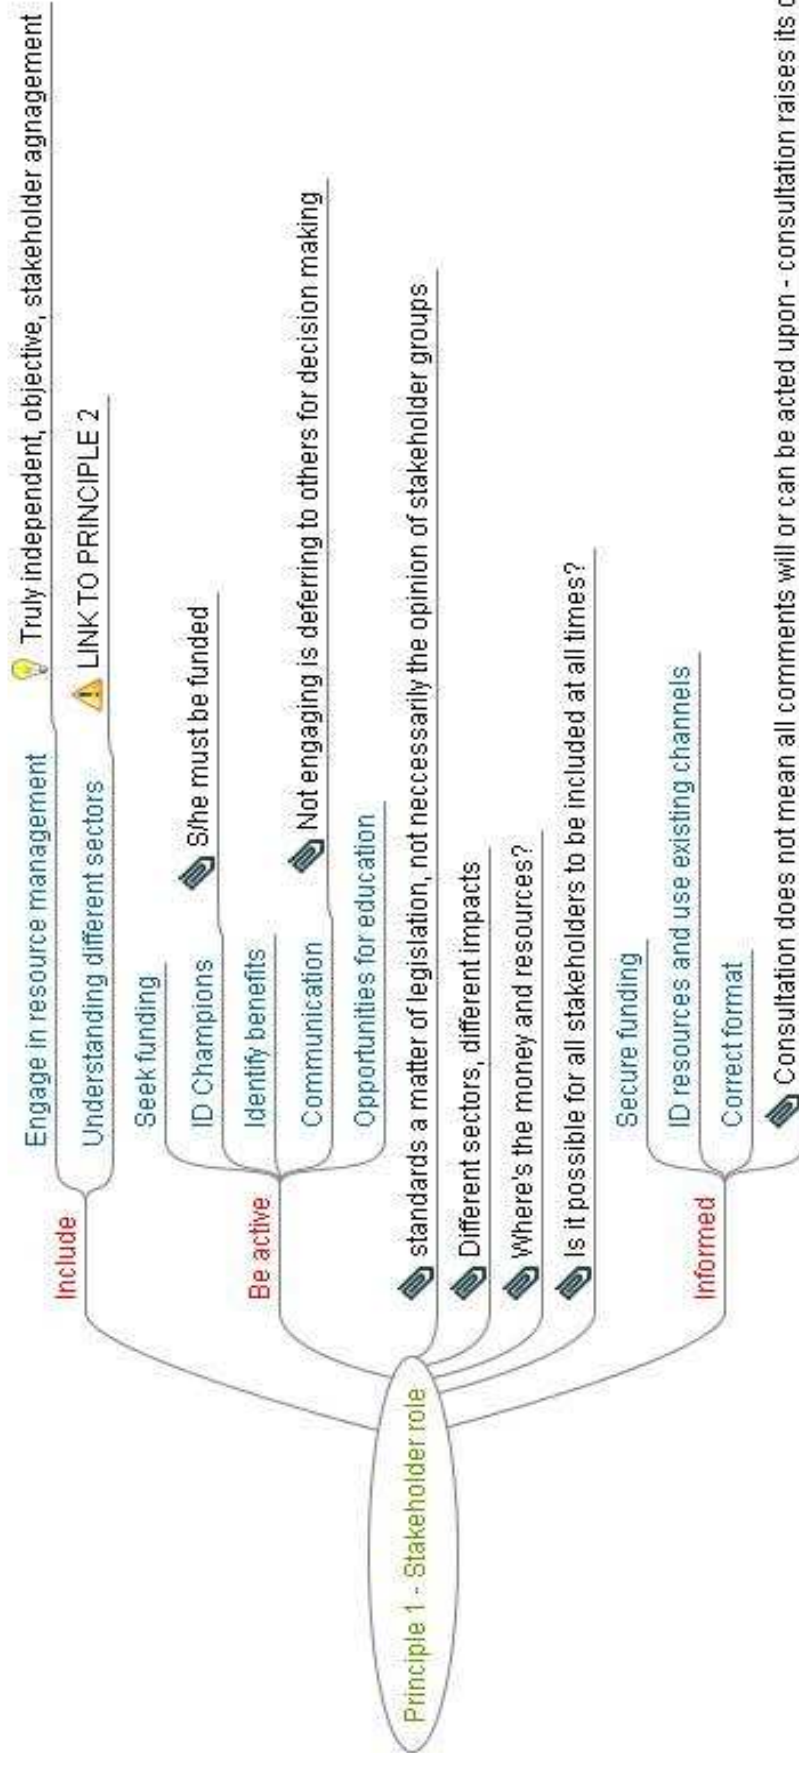 Principle 1 - Stakeholder role
Include
Engage in resource management
Truly independent, objective, stakeholder agnagement
Understanding different sectors
LINK TO PRINCIPLE 2
Be active
Seek funding
ID Champions
S/he must be funded
Identify benefits
Communication
Not engaging is deferring to others for decision making
Opportunities for education
standards a matter of legislation, not neccessarily the opinion of stakeholder groups
Different sectors, different impacts
Where's the money and resources?
Is it possible for all stakeholders to be included at all times?
Informed
Secure funding
ID resources and use existing channels
Correct format
Consultation does not mean all comments will or can be acted upon - consultation raises its